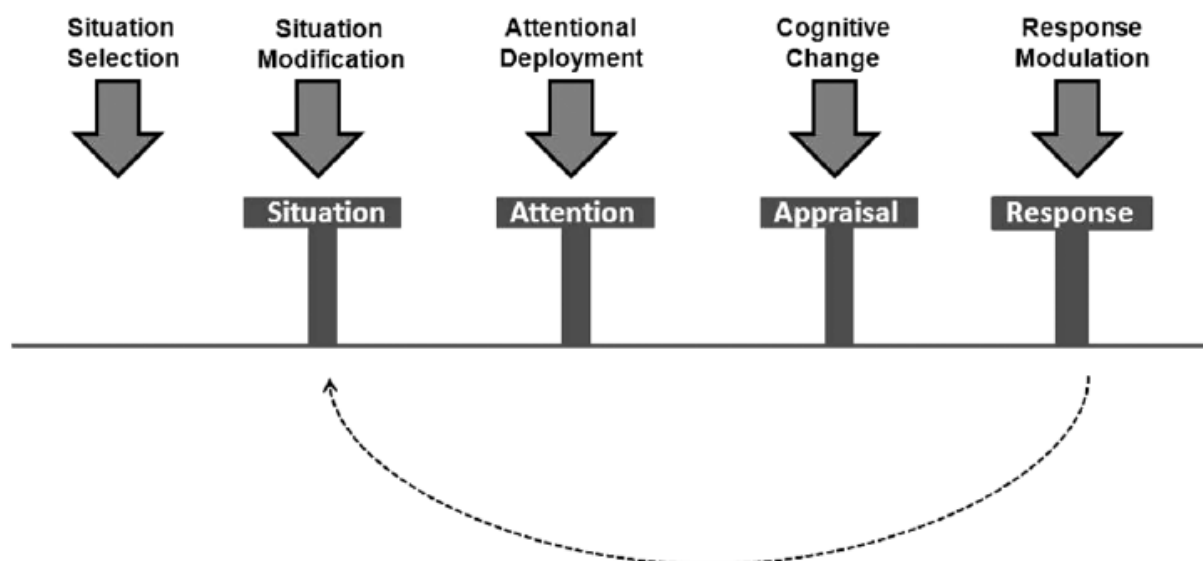 Situation
Selection
Situation
Modification
Attentional
Deployment
Cognitive
Change
Response
Modulation
Situation
Attention
Appraisal
Response